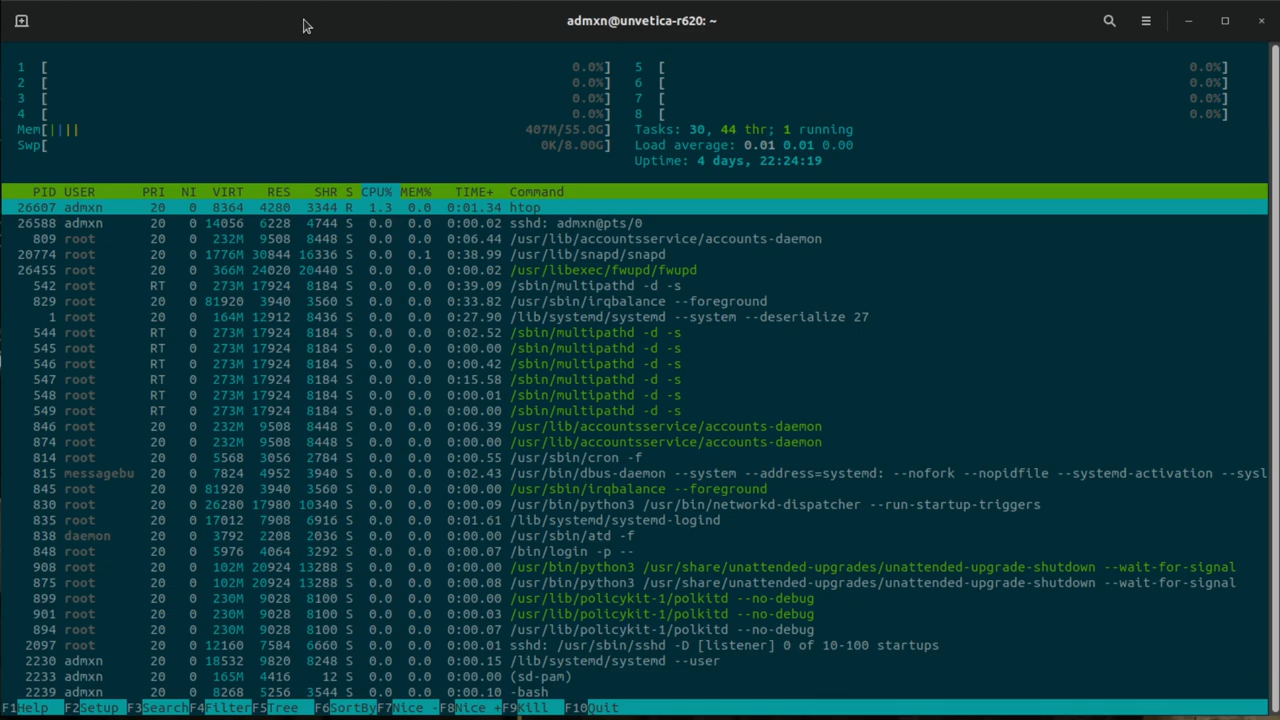 admxn@unvetica-r620: ~
1 [ 0.0%] 5 [ 0.0%]
2 [ 0.0%] 6 [ 0.0%]
3 [ 0.0%] 7 [ 0.0%]
4 [ 0.0%] 8 [ 0.0%]
Mem[|||| 407M/55.0G] Tasks: 30, 44 thr; 1 running
Swp[ 0K/8.00G] Load average: 0.01 0.01 0.00
Uptime: 4 days, 22:24:19
PID USER PRI NI VIRT RES SHR S CPU% MEM% TIME+ Command
26607 admxn 20 0 8364 4280 3344 R 1.3 0.0 0:01.34 htop
26588 admxn 20 0 14056 6228 4744 S 0.0 0.0 0:00.02 sshd: admxn@pts/0
809 root 20 0 232M 9508 8448 S 0.0 0.0 0:06.44 /usr/lib/accountsservice/accounts-daemon
20774 root 20 0 1776M 30844 16336 S 0.0 0.1 0:38.99 /usr/lib/snapd/snapd
26455 root 20 0 366M 24020 20440 S 0.0 0.0 0:00.02 /usr/libexec/fwupd/fwupd
542 root RT 0 273M 17924 8184 S 0.0 0.0 0:39.09 /sbin/multipathd -d -s
829 root 20 0 81920 3940 3560 S 0.0 0.0 0:33.82 /usr/sbin/irqbalance --foreground
1 root 20 0 164M 12912 8436 S 0.0 0.0 0:27.90 /lib/systemd/systemd --system --deserialize 27
544 root RT 0 273M 17924 8184 S 0.0 0.0 0:02.52 /sbin/multipathd -d -s
545 root RT 0 273M 17924 8184 S 0.0 0.0 0:00.00 /sbin/multipathd -d -s
546 root RT 0 273M 17924 8184 S 0.0 0.0 0:00.42 /sbin/multipathd -d -s
547 root RT 0 273M 17924 8184 S 0.0 0.0 0:15.58 /sbin/multipathd -d -s
548 root RT 0 273M 17924 8184 S 0.0 0.0 0:00.01 /sbin/multipathd -d -s
549 root RT 0 273M 17924 8184 S 0.0 0.0 0:00.00 /sbin/multipathd -d -s
846 root 20 0 232M 9508 8448 S 0.0 0.0 0:06.39 /usr/lib/accountsservice/accounts-daemon
874 root 20 0 232M 9508 8448 S 0.0 0.0 0:00.00 /usr/lib/accountsservice/accounts-daemon
814 root 20 0 5568 3056 2784 S 0.0 0.0 0:00.55 /usr/sbin/cron -f
815 messagebu 20 0 7824 4952 3940 S 0.0 0.0 0:02.43 /usr/bin/dbus-daemon --system --address=systemd: --nofork --nopidfile --systemd-activation --sysl
845 root 20 0 81920 3940 3560 S 0.0 0.0 0:00.00 /usr/sbin/irqbalance --foreground
830 root 20 0 26280 17980 10340 S 0.0 0.0 0:00.09 /usr/bin/python3 /usr/bin/networkd-dispatcher --run-startup-triggers
835 root 20 0 17012 7908 6916 S 0.0 0.0 0:01.61 /lib/systemd/systemd-logind
838 daemon 20 0 3792 2208 2036 S 0.0 0.0 0:00.00 /usr/sbin/atd -f
848 root 20 0 5976 4064 3292 S 0.0 0.0 0:00.07 /bin/login -p --
908 root 20 0 102M 20924 13288 S 0.0 0.0 0:00.00 /usr/bin/python3 /usr/share/unattended-upgrades/unattended-upgrade-shutdown --wait-for-signal
875 root 20 0 102M 20924 13288 S 0.0 0.0 0:00.08 /usr/bin/python3 /usr/share/unattended-upgrades/unattended-upgrade-shutdown --wait-for-signal
899 root 20 0 230M 9028 8100 S 0.0 0.0 0:00.00 /usr/lib/policykit-1/polkitd --no-debug
901 root 20 0 230M 9028 8100 S 0.0 0.0 0:00.03 /usr/lib/policykit-1/polkitd --no-debug
894 root 20 0 230M 9028 8100 S 0.0 0.0 0:00.07 /usr/lib/policykit-1/polkitd --no-debug
2097 root 20 0 12160 7584 6660 S 0.0 0.0 0:00.01 sshd: /usr/sbin/sshd -D [listener] 0 of 10-100 startups
2230 admxn 20 0 18532 9820 8248 S 0.0 0.0 0:00.15 /lib/systemd/systemd --user
2233 admxn 20 0 165M 4416 12 S 0.0 0.0 0:00.00 (sd-pam)
2239 admxn 20 0 8268 5256 3544 S 0.0 0.0 0:00.10 -bash
F1Help F2Setup F3SearchF4FilterF5Tree F6SortByF7Nice -F8Nice +F9Kill F10Quit